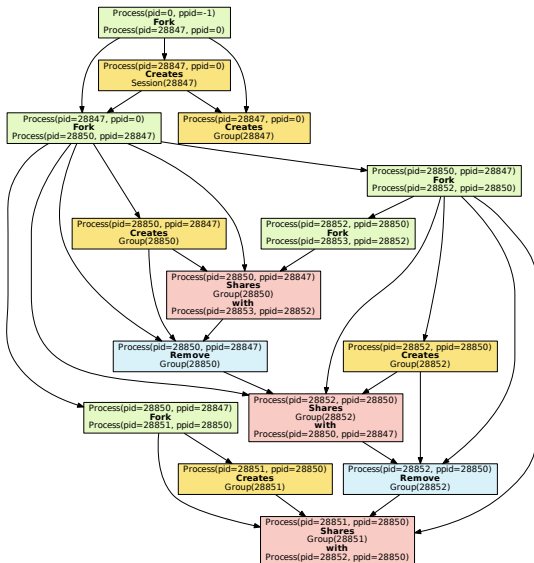 Process(pid=0, ppid=-1)
Fork
Process(pid=28847, ppid=0)
Process(pid=28847, ppid=0)
Creates
Session(28847)
Process(pid=28847, ppid=0)
Fork
Process(pid=28850, ppid=28847)
Process(pid=28847, ppid=0)
Creates
Group(28847)
Process(pid=28850, ppid=28847)
Fork
Process(pid=28852, ppid=28850)
Process(pid=28850, ppid=28847)
Creates
Group(28850)
Process(pid=28852, ppid=28850)
Fork
Process(pid=28853, ppid=28852)
Process(pid=28850, ppid=28847)
Shares
Group(28850)
with
Process(pid=28853, ppid=28852)
Process(pid=28850, ppid=28847)
Remove
Group(28850)
Process(pid=28852, ppid=28850)
Creates
Group(28852)
Process(pid=28852, ppid=28850)
Shares
Group(28852)
with
Process(pid=28850, ppid=28847)
Process(pid=28850, ppid=28847)
Fork
Process(pid=28851, ppid=28850)
Process(pid=28851, ppid=28850)
Creates
Group(28851)
Process(pid=28852, ppid=28850)
Remove
Group(28852)
Process(pid=28851, ppid=28850)
Shares
Group(28851)
with
Process(pid=28852, ppid=28850)